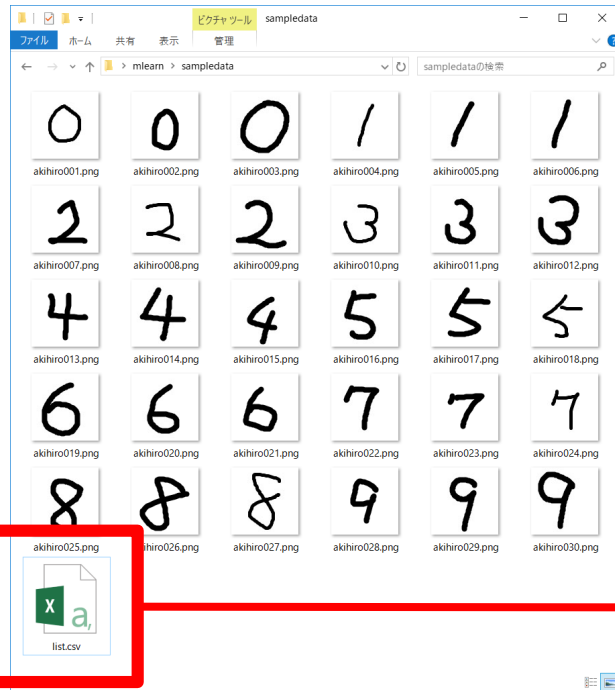 ピクチャ ツール sampledata
ファイル ホーム 共有 表示 管理
mlearn > sampledata sampledataの検索
0 0 0 1 1 1
akihiro001.png akihiro002.png akihiro003.png akihiro004.png akihiro005.png akihiro006.png
2 2 2 3 3 3
akihiro007.png akihiro008.png akihiro009.png akihiro010.png akihiro011.png akihiro012.png
4 4 4 5 5 5
akihiro013.png akihiro014.png akihiro015.png akihiro016.png akihiro017.png akihiro018.png
6 6 6 7 7 7
akihiro019.png akihiro020.png akihiro021.png akihiro022.png akihiro023.png akihiro024.png
8 8 8 9 9 9
akihiro025.png ihiro026.png akihiro027.png akihiro028.png akihiro029.png akihiro030.png
X a,
list.csv